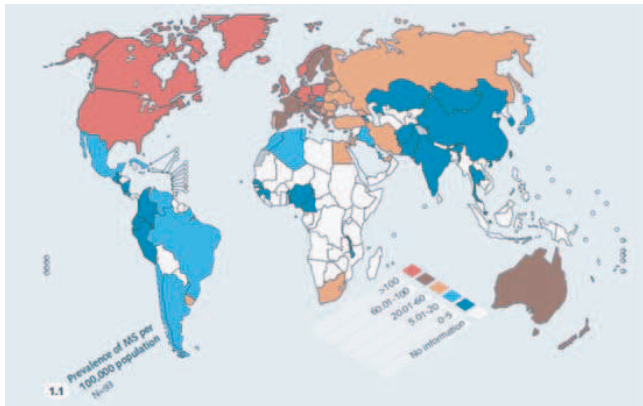 >100
60.01-100
20.01-60
5.01-20
0-5
No information
1.1
Prevalence of MS per
100,000 population
N=93